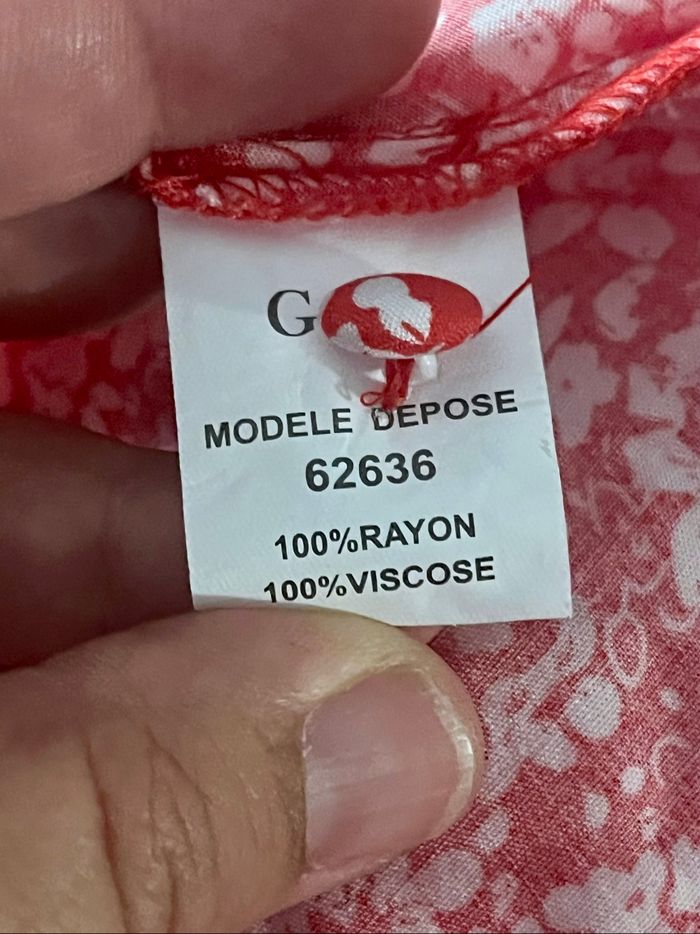 G
MODELE DEPOSE
62636
100%RAYON
100%VISCOSE